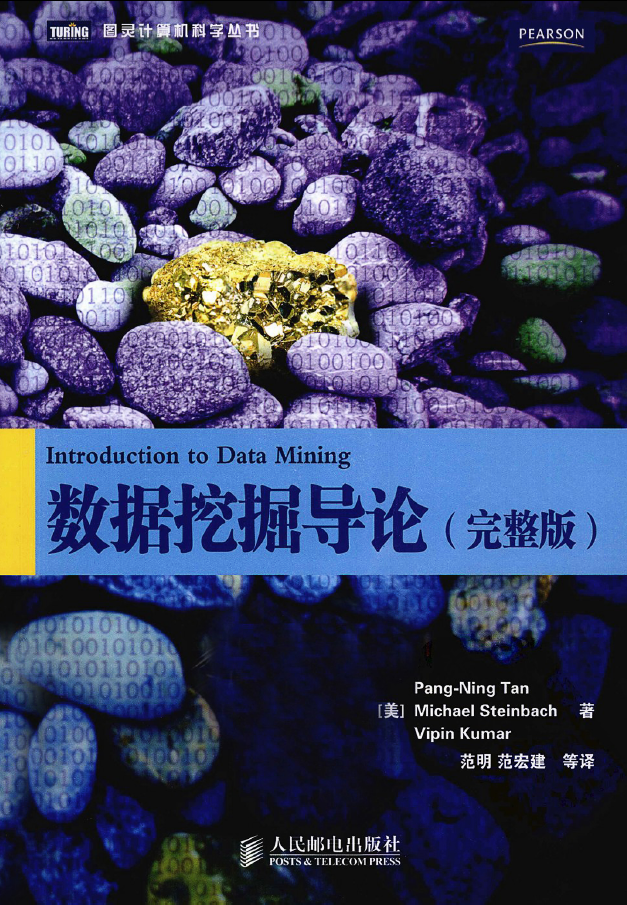 TURING 图灵计算机科学丛书
PEARSON
Introduction to Data Mining
数据挖掘导论（完整版）
Pang-Ning Tan
[美] Michael Steinbach 著
Vipin Kumar
范明 范宏建 等译
人民邮电出版社
POSTS & TELECOM PRESS